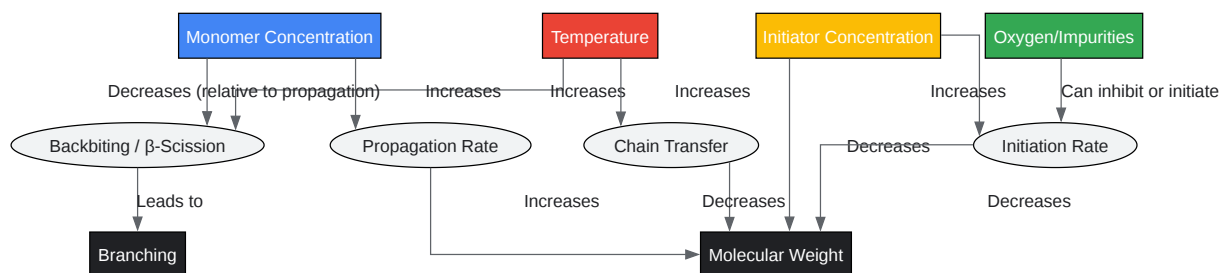 Monomer Concentration
Temperature
Initiator Concentration
Oxygen/Impurities
Decreases (relative to propagation)
Increases
Increases
Increases
Increases
Can inhibit or initiate
Backbiting / β-Scission
Propagation Rate
Chain Transfer
Decreases
Initiation Rate
Leads to
Increases
Decreases
Decreases
Branching
Molecular Weight